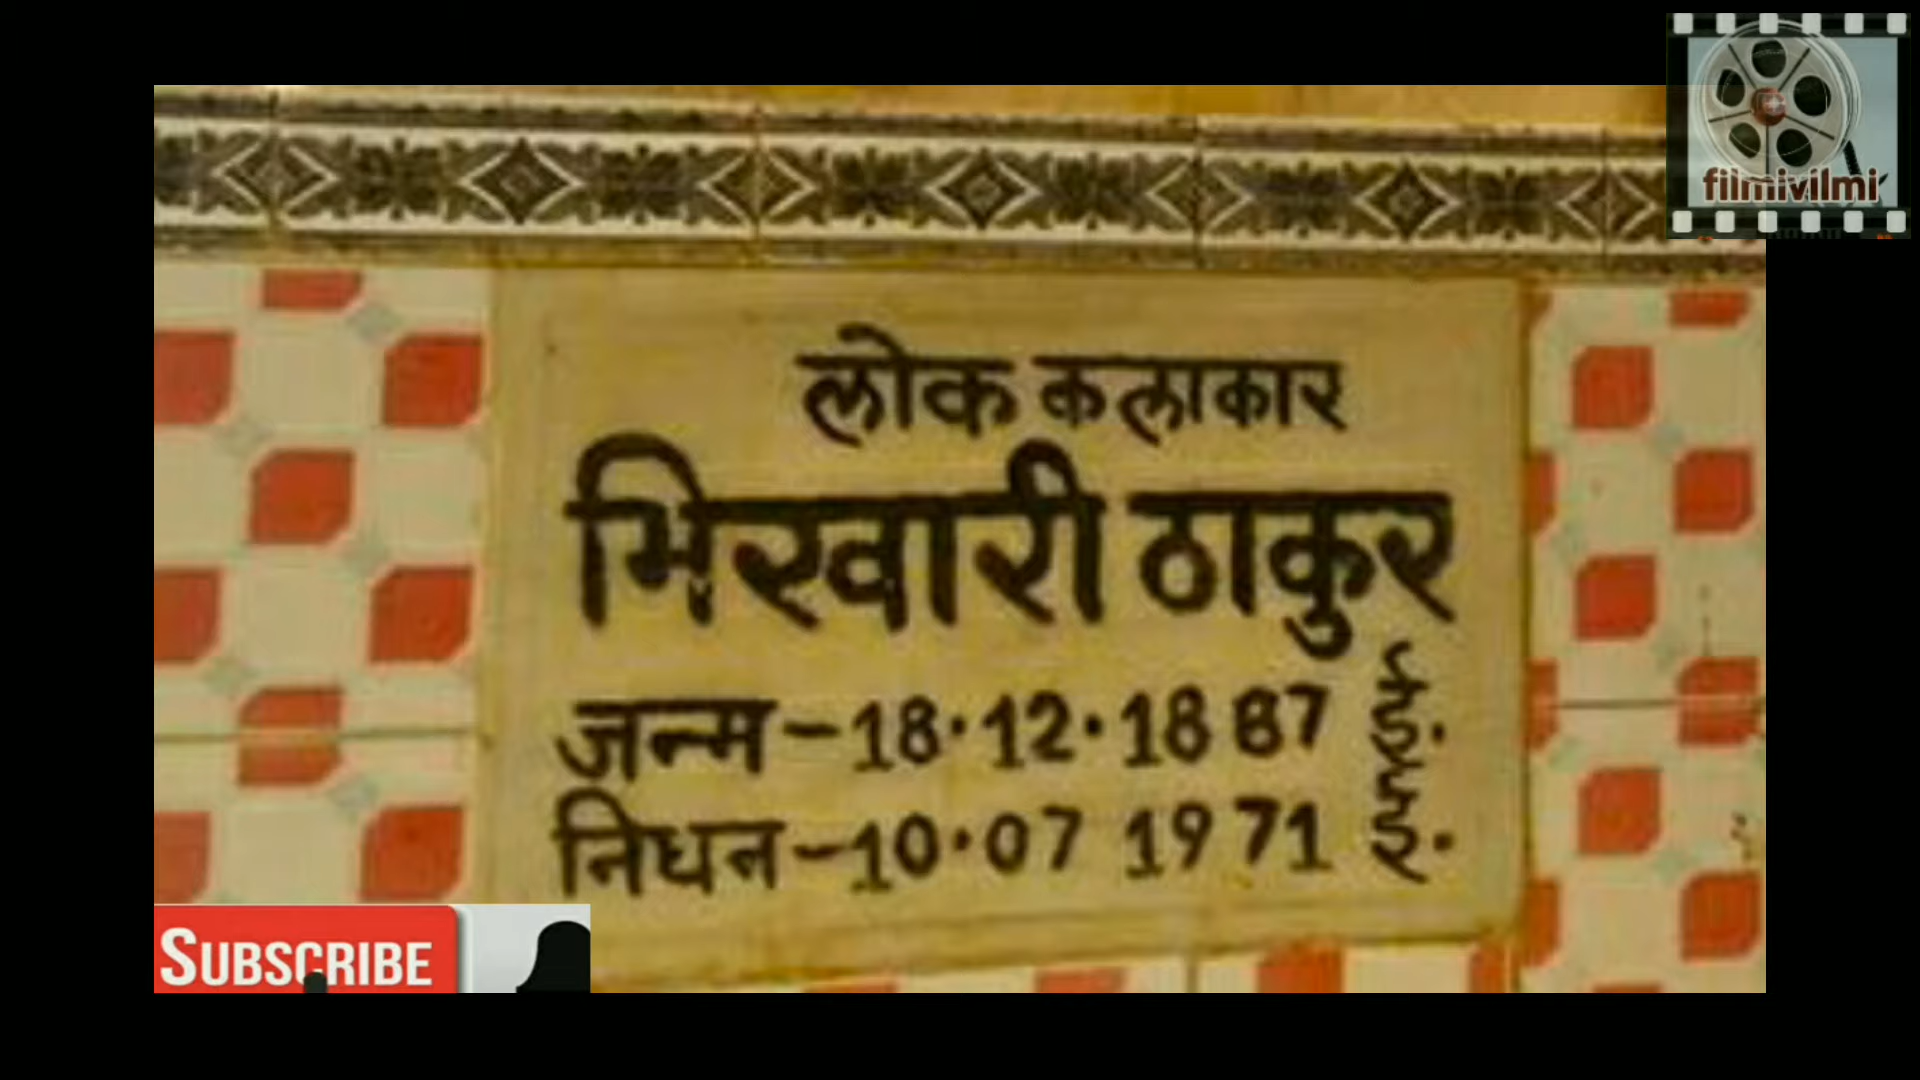 filmivilmi
लोक कलाकार
भिखारी ठाकुर
जन्म-18·12·1887 ई.
निधन-10·07 1971 ई.
SUBSCRIBE